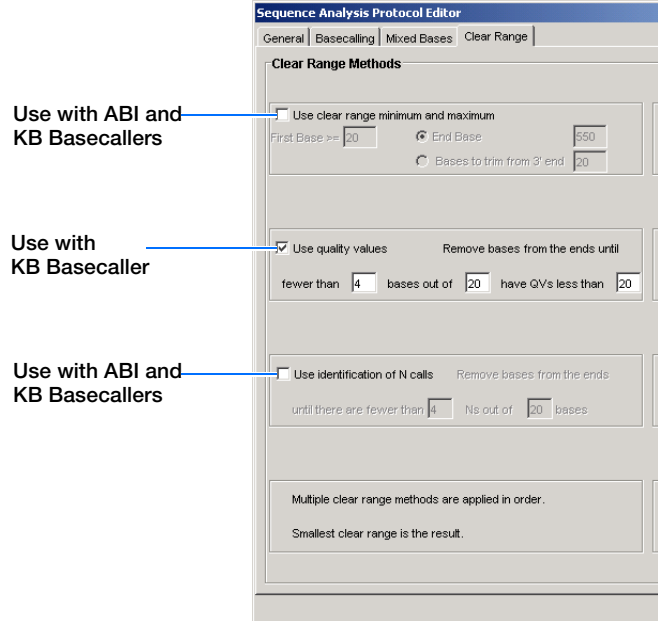 Sequence Analysis Protocol Editor
General Basecalling Mixed Bases Clear Range
Clear Range Methods
Use with ABI and
KB Basecallers
Use clear range minimum and maximum
First Base >= 20 End Base 550
Bases to trim from 3' end 20
Use with
KB Basecaller
Use quality values Remove bases from the ends until
fewer than 4 bases out of 20 have QVs less than 20
Use with ABI and
KB Basecallers
Use identification of N calls Remove bases from the ends
until there are fewer than 4 Ns out of 20 bases
Multiple clear range methods are applied in order.
Smallest clear range is the result.